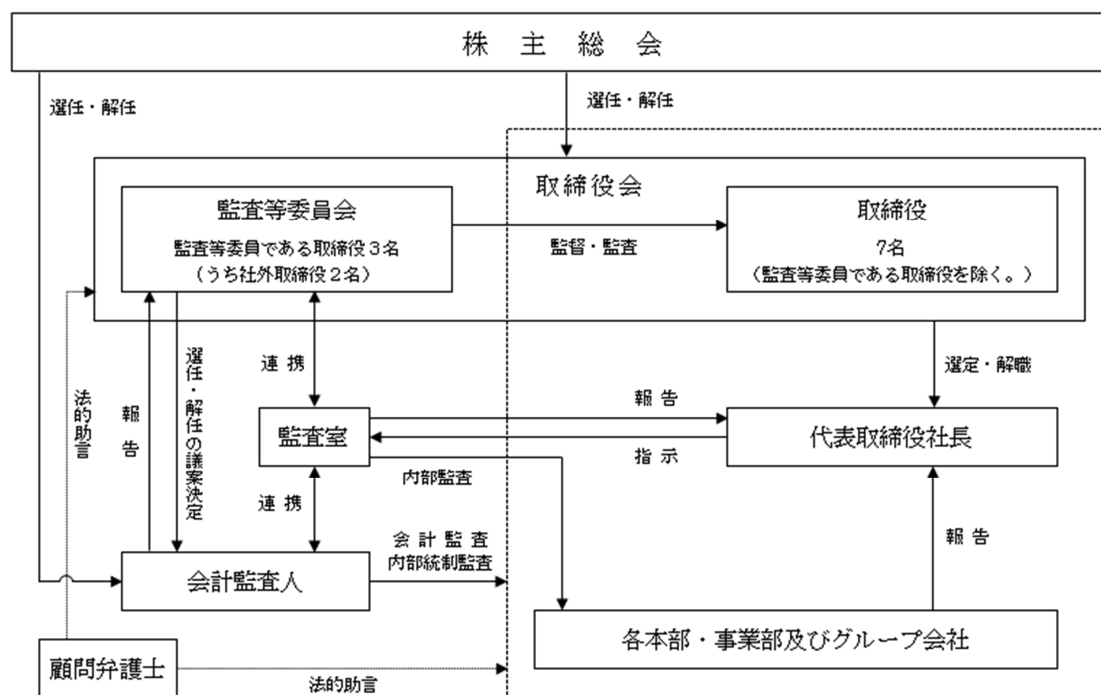 株主総会
選任・解任
選任・解任
取締役会
監査等委員会
監査等委員である取締役3名
（うち社外取締役2名）
監督・監査
取締役
7名
（監査等委員である取締役を除く。）
法的助言
報告
選任・解任の議案決定
連携
選定・解職
監査室
報告
指示
代表取締役社長
内部監査
連携
会計監査
内部統制監査
報告
会計監査人
各本部・事業部及びグループ会社
顧問弁護士
法的助言